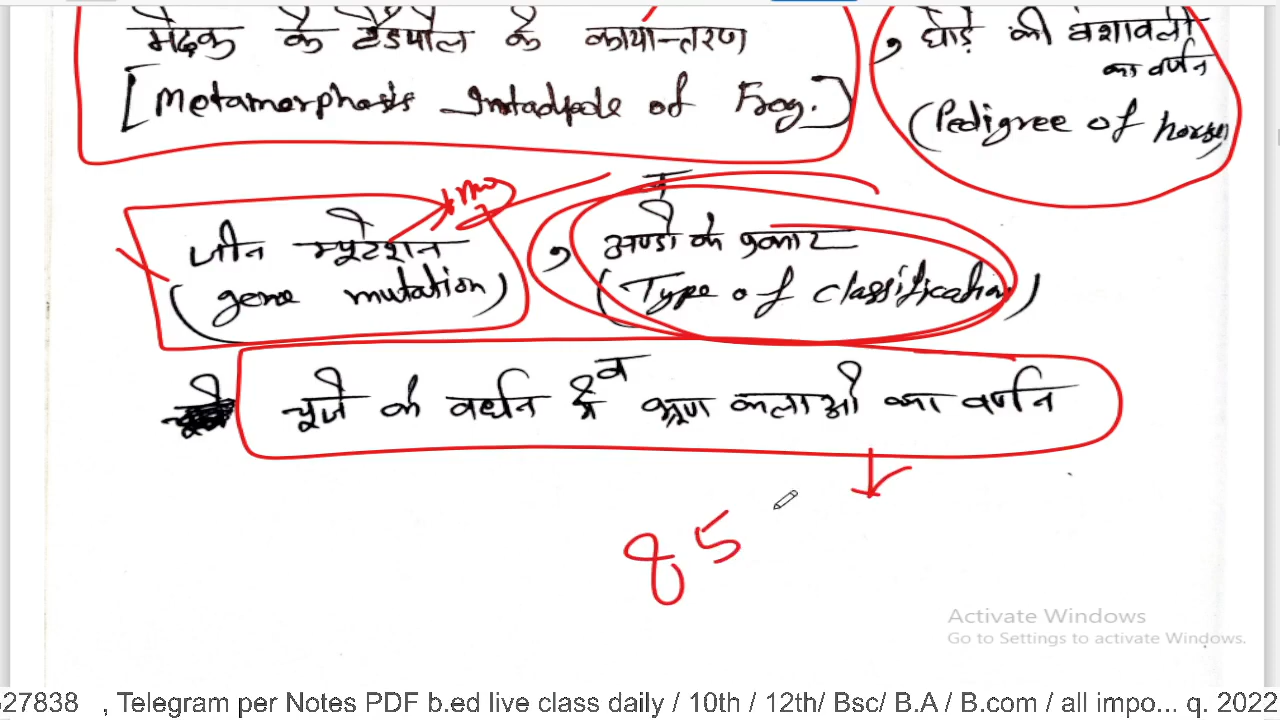 मेढ़क के टैडपोल के कायान्तरण
[Metamorphosis Intadpole of Frog.]
, घोड़े की वंशावली
का वर्णन
(Pedigree of horse)
Imp
व
जीन म्यूटेशन , अण्डो के प्रकार
(gene mutation) (Type of classification)
चूजे के वर्धन में व भ्रूण कलाओ का वर्णन
85
Activate Windows
Go to Settings to activate Windows.
27838 , Telegram per Notes PDF b.ed live class daily / 10th / 12th/ Bsc/ B.A / B.com / all impo... q. 2022